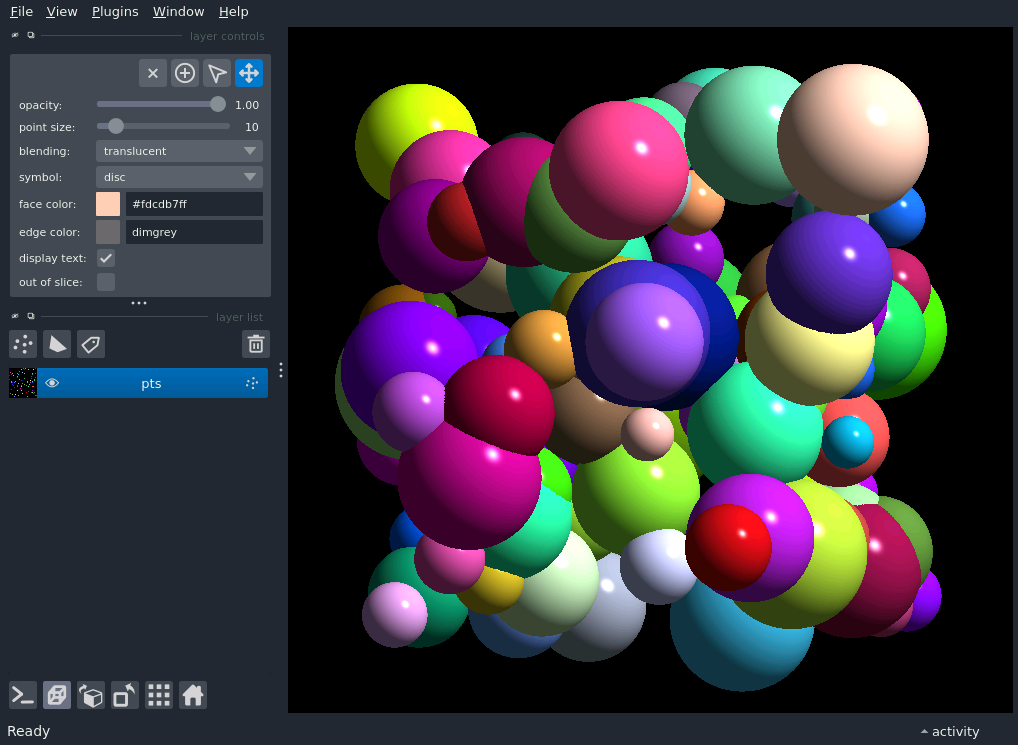 File View Plugins Window Help
layer controls
opacity: 1.00
point size: 10
blending: translucent
symbol: disc
face color: #fdcdb7ff
edge color: dimgrey
display text:
out of slice:
layer list
pts
Ready
activity